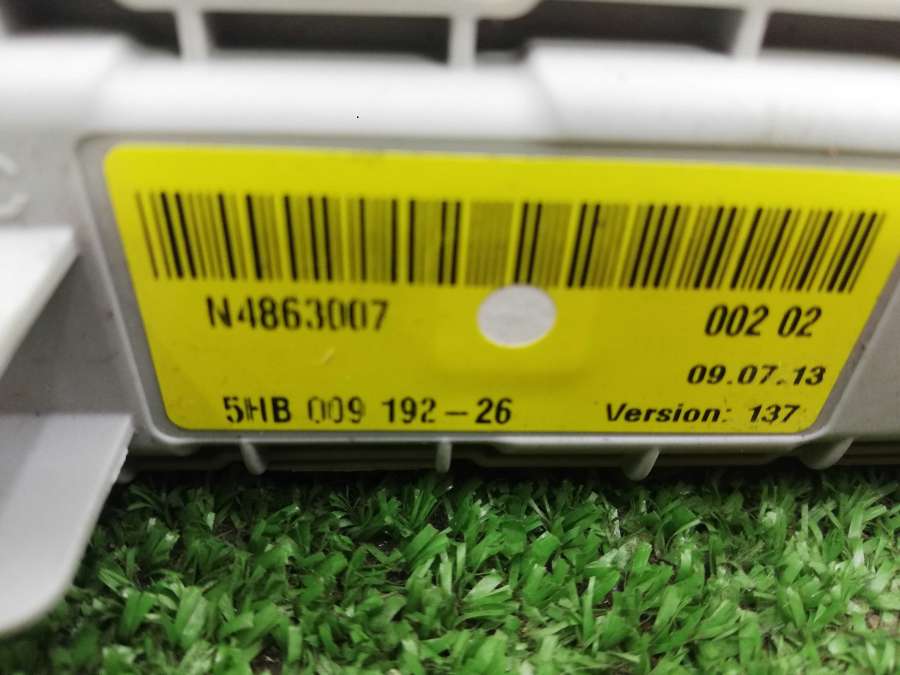 N4863007 002 02
09.07.13
5HB 009 192-26 Version: 137